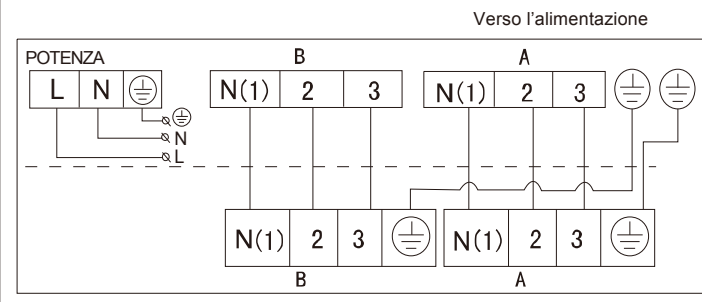 Verso l'alimentazione
POTENZA
B
A
L N
N(1) 2 3
N(1) 2 3
N
L
N(1) 2 3
N(1) 2 3
B
A